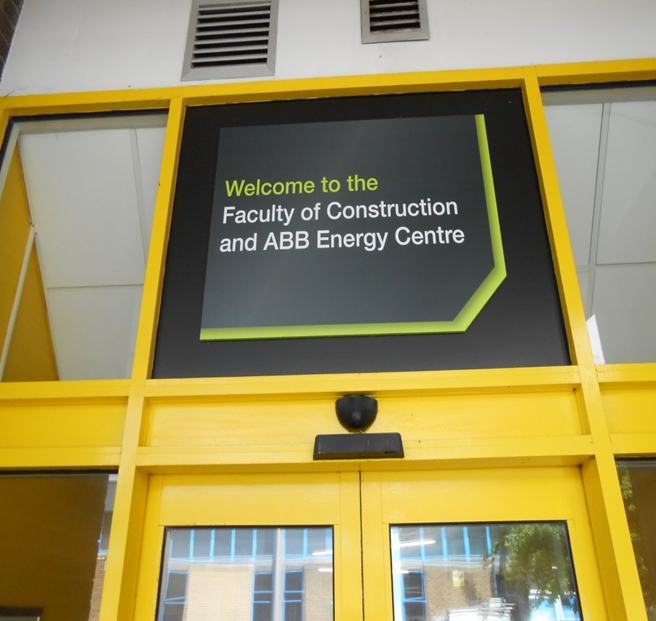 Welcome to the
Faculty of Construction
and ABB Energy Centre